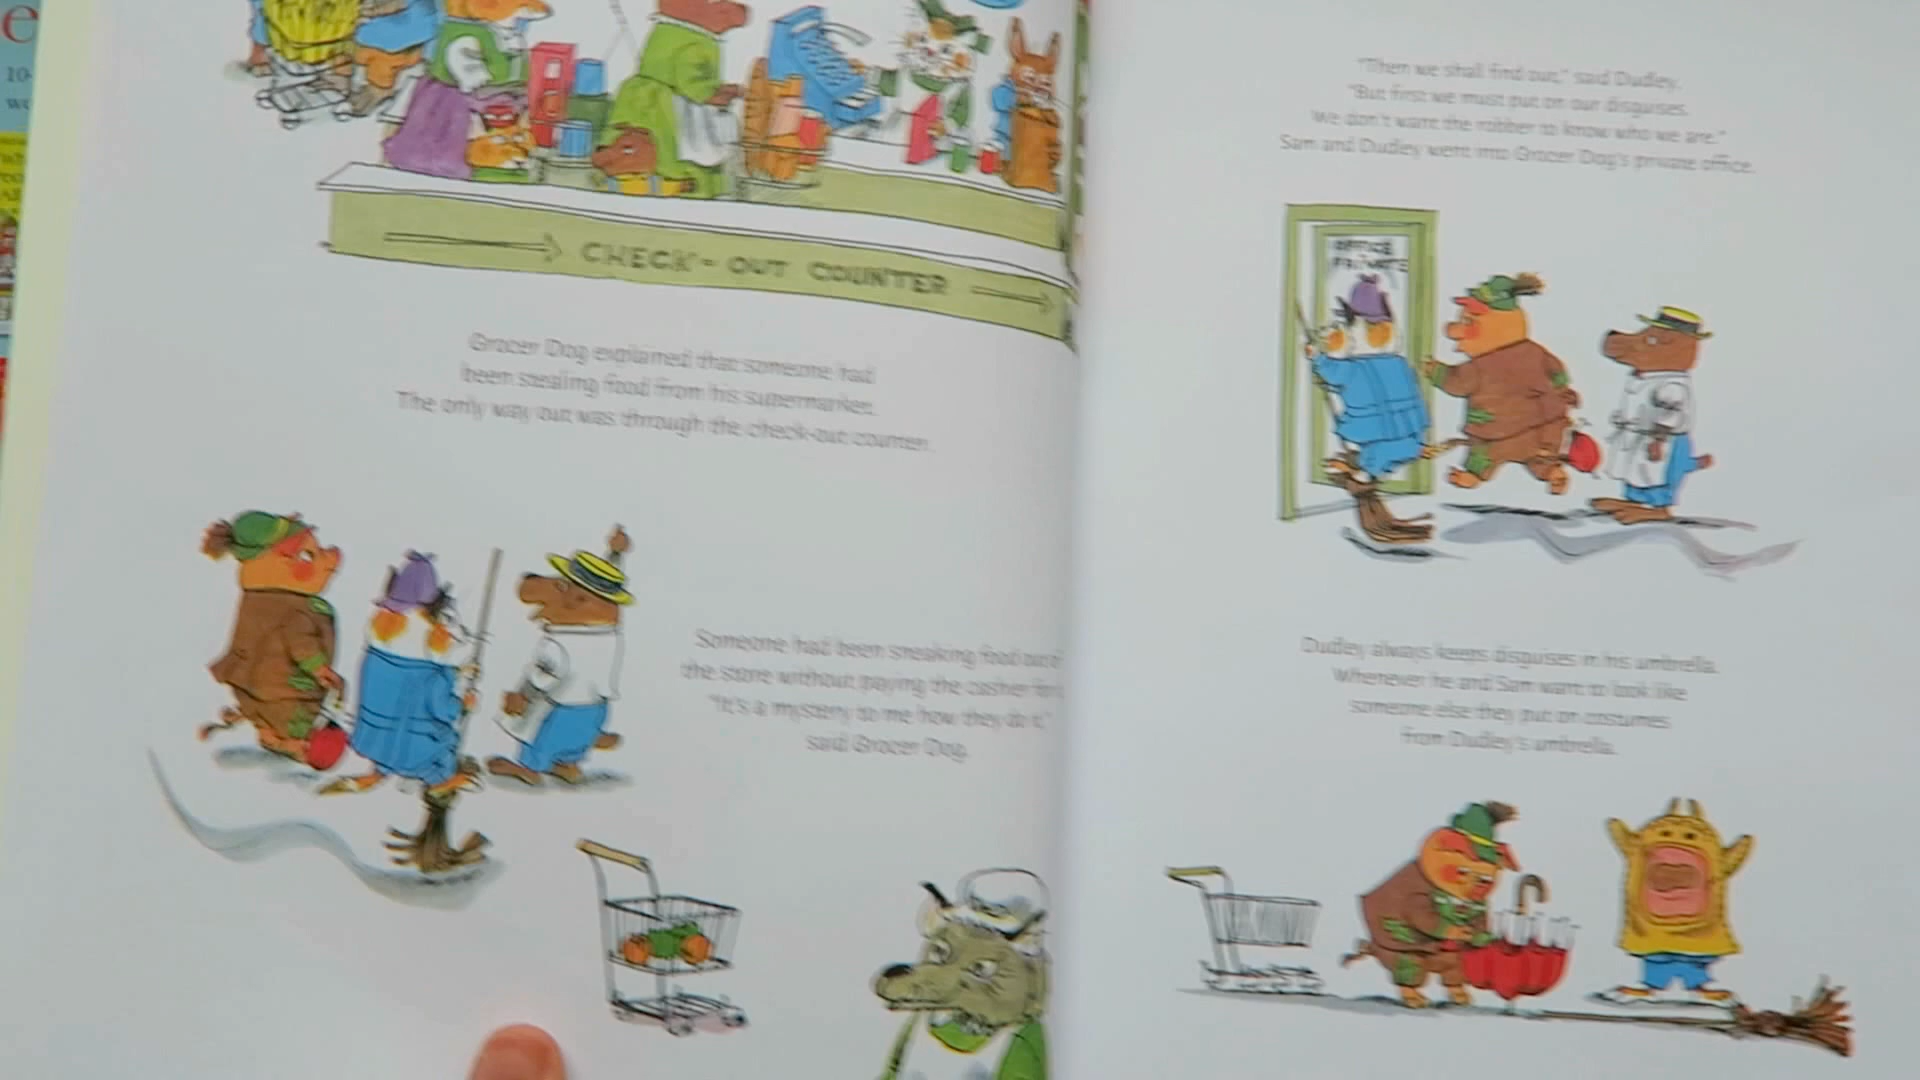 CHECK-OUT COUNTER
Grocer Dog explained that someone had
been stealing food from his supermarket.
The only way out was through the check-out counter.
Someone had been sneaking food out of
the store without paying the cashier for
"It's a mystery to me how they do it,"
said Grocer Dog.
"Then we shall find out," said Dudley.
"But first we must put on our disguises.
We don't want the robber to know who we are."
Sam and Dudley went into Grocer Dog's private office.
OFFICE
PRIVATE
Dudley always keeps disguises in his umbrella.
Whenever he and Sam want to look like
someone else they put on costumes
from Dudley's umbrella.